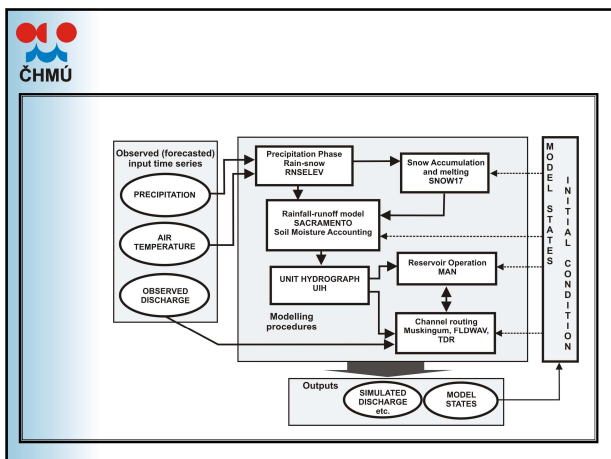 ČHMÚ
Observed (forecasted)
input time series
PRECIPITATION
AIR
TEMPERATURE
OBSERVED
DISCHARGE
Precipitation Phase
Rain-snow
RNSELEV
Snow Accumulation
and melting
SNOW17
Rainfall-runoff model
SACRAMENTO
Soil Moisture Accounting
UNIT HYDROGRAPH
UIH
Reservoir Operation
MAN
Modelling
procedures
Channel routing
Muskingum, FLDWAV,
TDR
MODEL STATES
INITIAL CONDITION
Outputs
SIMULATED
DISCHARGE
etc.
MODEL
STATES